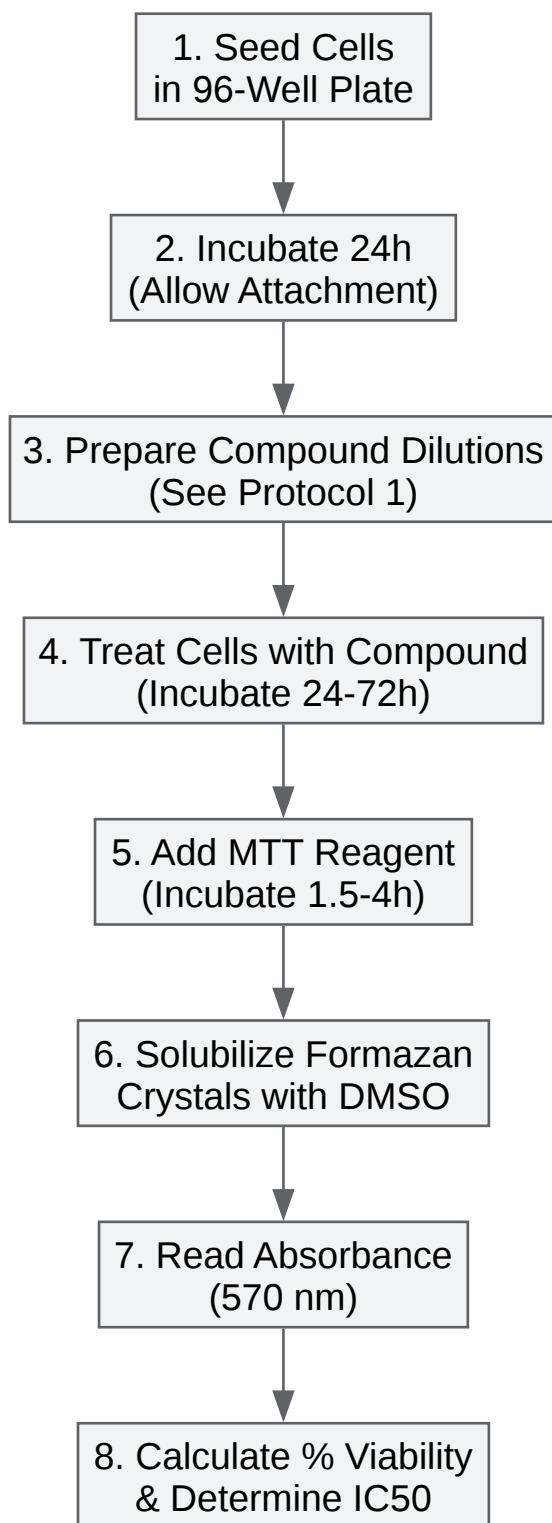 1. Seed Cells
in 96-Well Plate
2. Incubate 24h
(Allow Attachment)
3. Prepare Compound Dilutions
(See Protocol 1)
4. Treat Cells with Compound
(Incubate 24-72h)
5. Add MTT Reagent
(Incubate 1.5-4h)
6. Solubilize Formazan
Crystals with DMSO
7. Read Absorbance
(570 nm)
8. Calculate % Viability
& Determine IC50